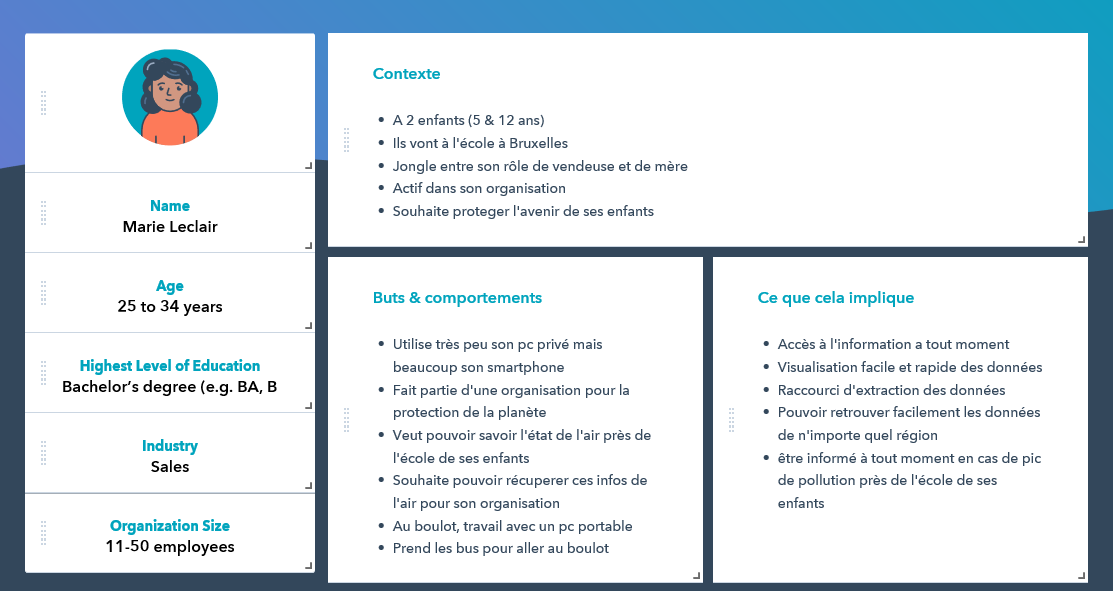 Name
Marie Leclair
Age
25 to 34 years
Highest Level of Education
Bachelor’s degree (e.g. BA, B
Industry
Sales
Organization Size
11-50 employees
Contexte
• A 2 enfants (5 & 12 ans)
• Ils vont à l'école à Bruxelles
• Jongle entre son rôle de vendeuse et de mère
• Actif dans son organisation
• Souhaite proteger l'avenir de ses enfants
Buts & comportements
• Utilise très peu son pc privé mais
beaucoup son smartphone
• Fait partie d'une organisation pour la
protection de la planète
• Veut pouvoir savoir l'état de l'air près de
l'école de ses enfants
• Souhaite pouvoir récuperer ces infos de
l'air pour son organisation
• Au boulot, travail avec un pc portable
• Prend les bus pour aller au boulot
Ce que cela implique
• Accès à l'information a tout moment
• Visualisation facile et rapide des données
• Raccourci d'extraction des données
• Pouvoir retrouver facilement les données
de n'importe quel région
• être informé à tout moment en cas de pic
de pollution près de l'école de ses
enfants